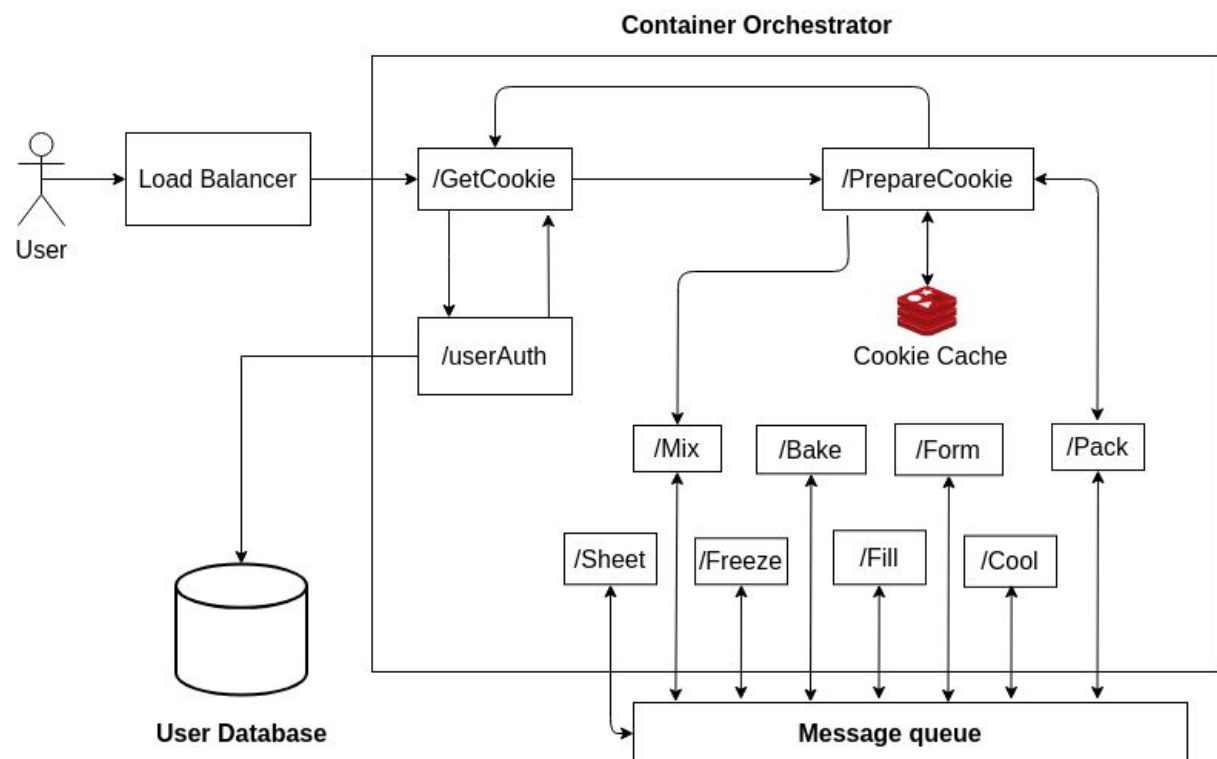 Container Orchestrator
Load Balancer
/GetCookie
/PrepareCookie
User
/userAuth
Cookie Cache
/Mix
/Bake
/Form
/Pack
/Sheet
/Freeze
/Fill
/Cool
User Database
Message queue